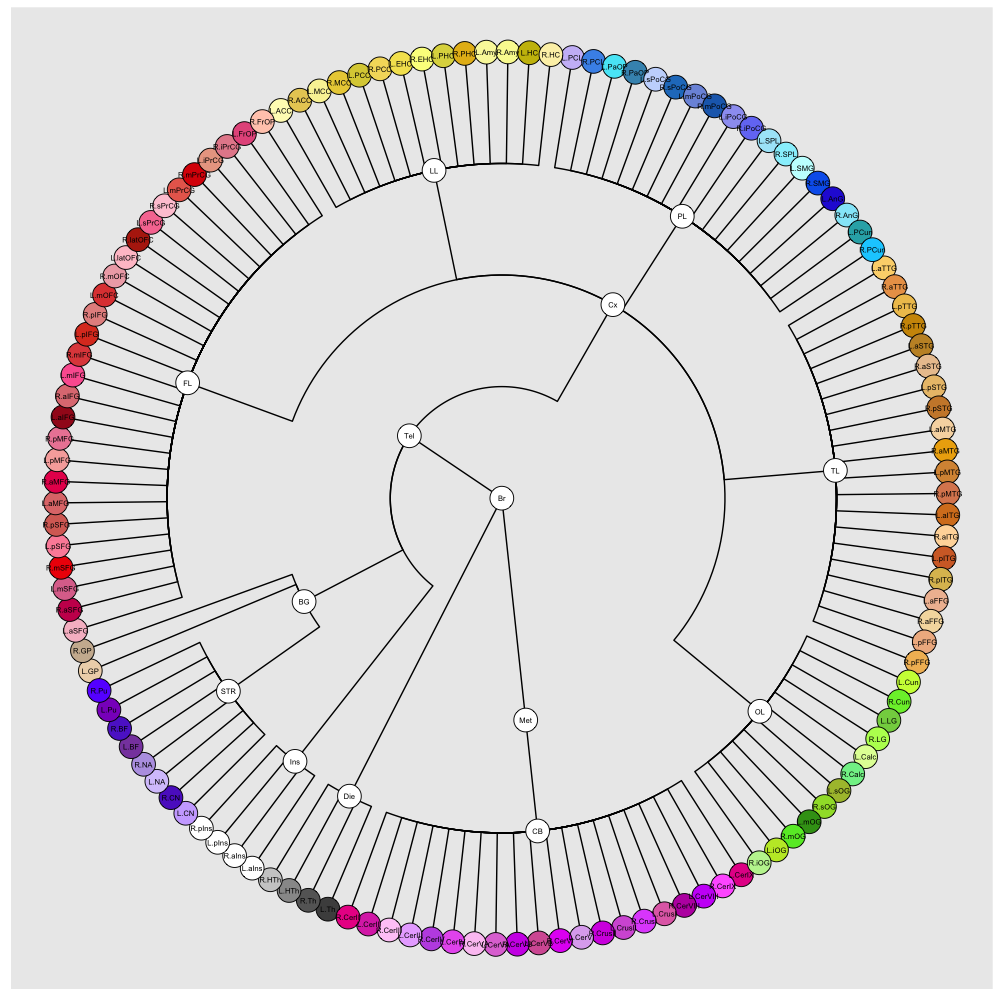 Br
Tel
Cx
LL
PL
TL
OL
FL
BG
STR
Ins
Die
Met
CB
L.Amy
R.Amy
L.HC
R.HC
L.PCL
R.PCL
L.PaOP
R.PaOP
L.sPoCG
R.sPoCG
L.mPoCG
R.mPoCG
L.iPoCG
R.iPoCG
L.SPL
R.SPL
L.SMG
R.SMG
L.AnG
R.AnG
L.PCun
R.PCun
L.aTTG
R.aTTG
L.pTTG
R.pTTG
L.aSTG
R.aSTG
L.pSTG
R.pSTG
L.aMTG
R.aMTG
L.pMTG
R.pMTG
L.aITG
R.aITG
L.pITG
R.pITG
L.aFFG
R.aFFG
L.pFFG
R.pFFG
L.Cun
R.Cun
L.LG
R.LG
L.Calc
R.Calc
L.sOG
R.sOG
L.mOG
R.mOG
L.iOG
R.iOG
L.CerIX
R.CerIX
L.Th
R.Th
L.HTh
R.HTh
L.aIns
R.aIns
L.pIns
R.pIns
L.CN
R.CN
L.NA
R.NA
L.BF
R.BF
L.Pu
R.Pu
L.GP
R.GP
L.aSFG
R.aSFG
L.mSFG
R.mSFG
L.pSFG
R.pSFG
L.aMFG
R.aMFG
L.pMFG
R.pMFG
L.aIFG
R.aIFG
L.mIFG
R.mIFG
L.pIFG
R.pIFG
L.mOFC
R.mOFC
L.latOFC
R.latOFC
L.sPrCG
R.sPrCG
L.mPrCG
R.mPrCG
L.iPrCG
R.iPrCG
L.FrOP
R.FrOP
L.ACC
R.ACC
L.MCC
R.MCC
L.PCC
R.PCC
L.EHC
R.EHC
L.PHC
R.PHC